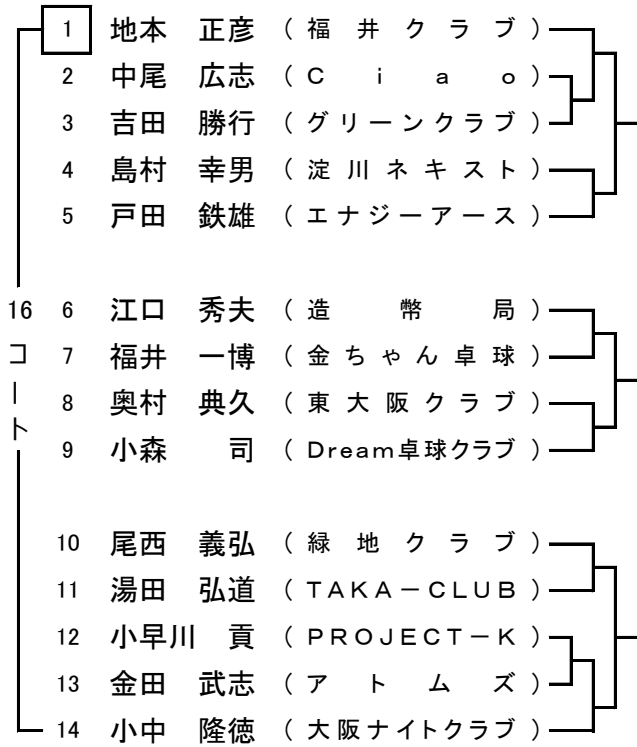 1 地本 正彦 (福井クラブ)
2 中尾 広志 (Ciao)
3 吉田 勝行 (グリーンクラブ)
4 島村 幸男 (淀川ネキスト)
5 戸田 鉄雄 (エナジーアース)
16コート
6 江口 秀夫 (造幣局)
7 福井 一博 (金ちゃん卓球)
8 奥村 典久 (東大阪クラブ)
9 小森 司 (Dream卓球クラブ)
10 尾西 義弘 (緑地クラブ)
11 湯田 弘道 (TAKA-CLUB)
12 小早川 貢 (PROJECT-K)
13 金田 武志 (アトムズ)
14 小中 隆徳 (大阪ナイトクラブ)